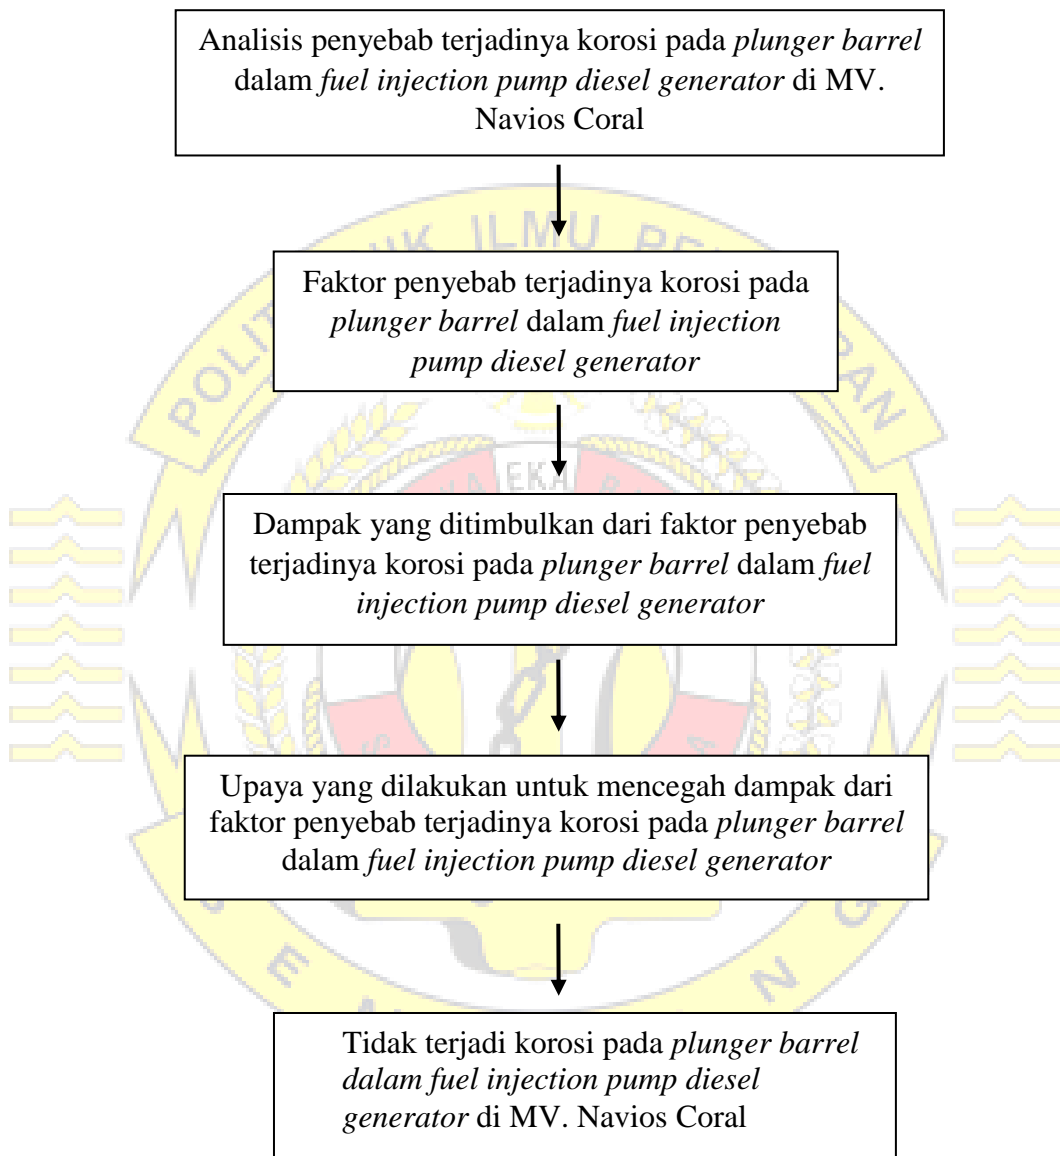 Analisis penyebab terjadinya korosi pada plunger barrel
dalam fuel injection pump diesel generator di MV.
Navios Coral
Faktor penyebab terjadinya korosi pada
plunger barrel dalam fuel injection
pump diesel generator
Dampak yang ditimbulkan dari faktor penyebab
terjadinya korosi pada plunger barrel dalam fuel
injection pump diesel generator
Upaya yang dilakukan untuk mencegah dampak dari
faktor penyebab terjadinya korosi pada plunger barrel
dalam fuel injection pump diesel generator
Tidak terjadi korosi pada plunger barrel
dalam fuel injection pump diesel
generator di MV. Navios Coral
ILMU
EKA